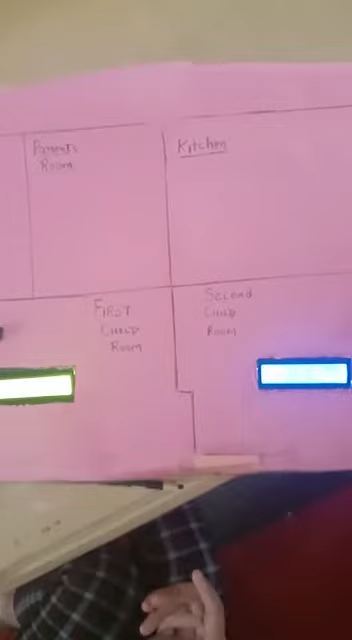 Parents
Room
Kitchen
FIRST
CHILD
ROOM
Second
CHILD
ROOM